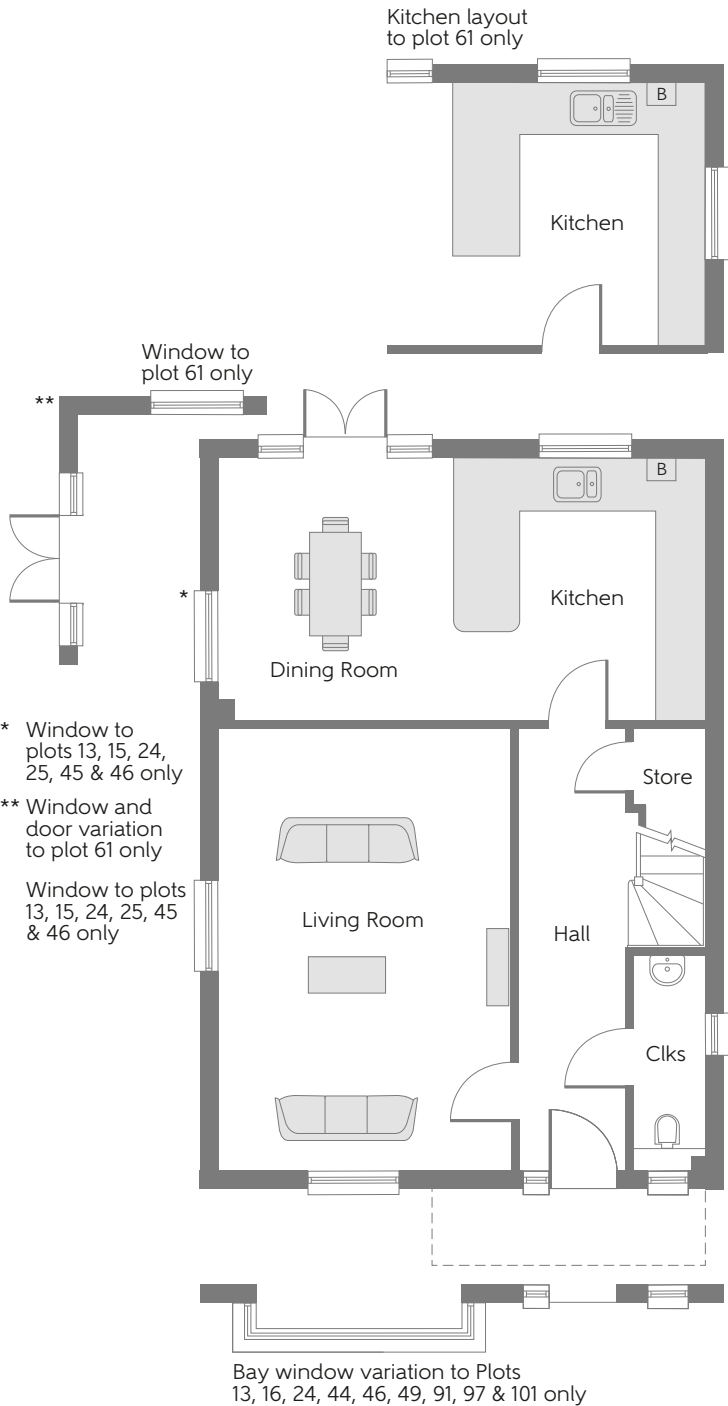 Kitchen layout
to plot 61 only
B
Kitchen
Window to
plot 61 only
**
B
*
Kitchen
Dining Room
* Window to
plots 13, 15, 24,
25, 45 & 46 only
Store
** Window and
door variation
to plot 61 only
Window to plots
13, 15, 24, 25, 45
& 46 only
Living Room
Hall
Clks
Bay window variation to Plots
13, 16, 24, 44, 46, 49, 91, 97 & 101 only